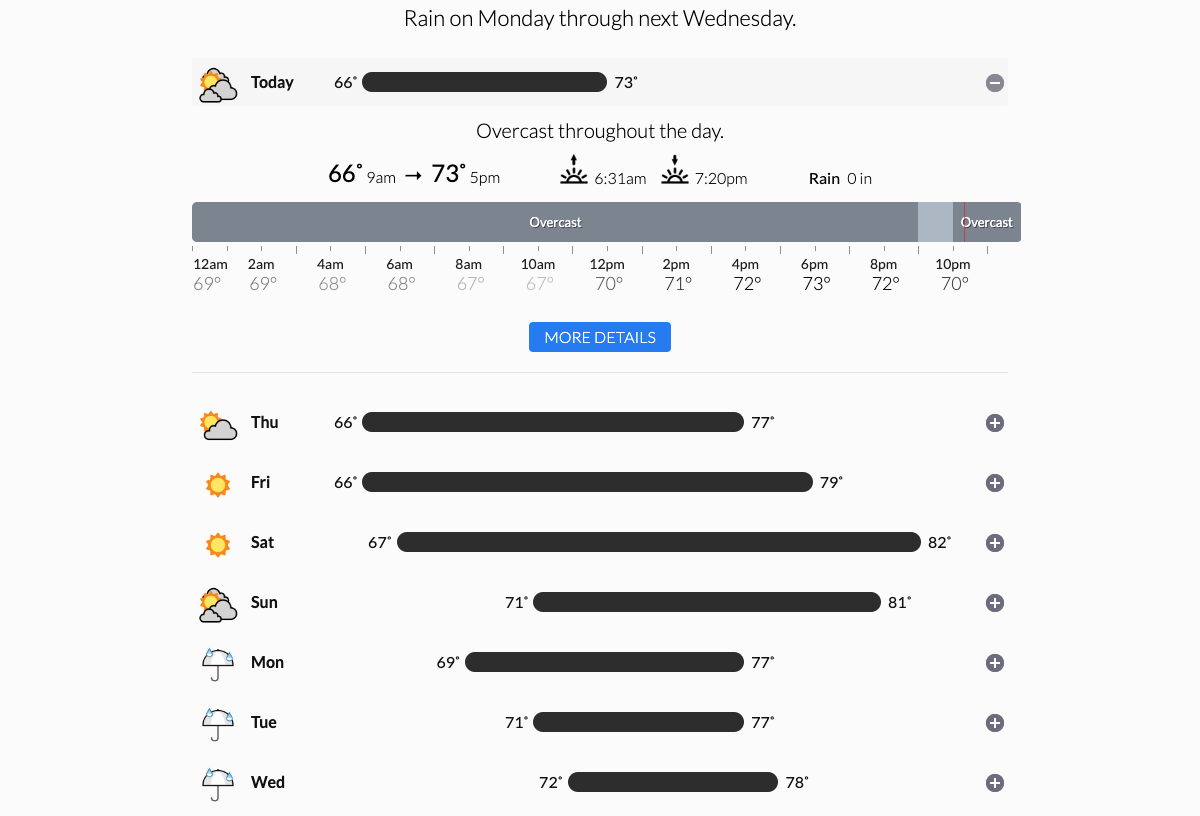 Rain on Monday through next Wednesday.
Today 66˚ 73˚
Overcast throughout the day.
66˚ 9am → 73˚ 5pm 6:31am 7:20pm Rain 0 in
Overcast Overcast
12am 2am 4am 6am 8am 10am 12pm 2pm 4pm 6pm 8pm 10pm
69° 69° 68° 68° 67° 67° 70° 71° 72° 73° 72° 70°
MORE DETAILS
Thu 66˚ 77˚
Fri 66˚ 79˚
Sat 67˚ 82˚
Sun 71˚ 81˚
Mon 69˚ 77˚
Tue 71˚ 77˚
Wed 72˚ 78˚